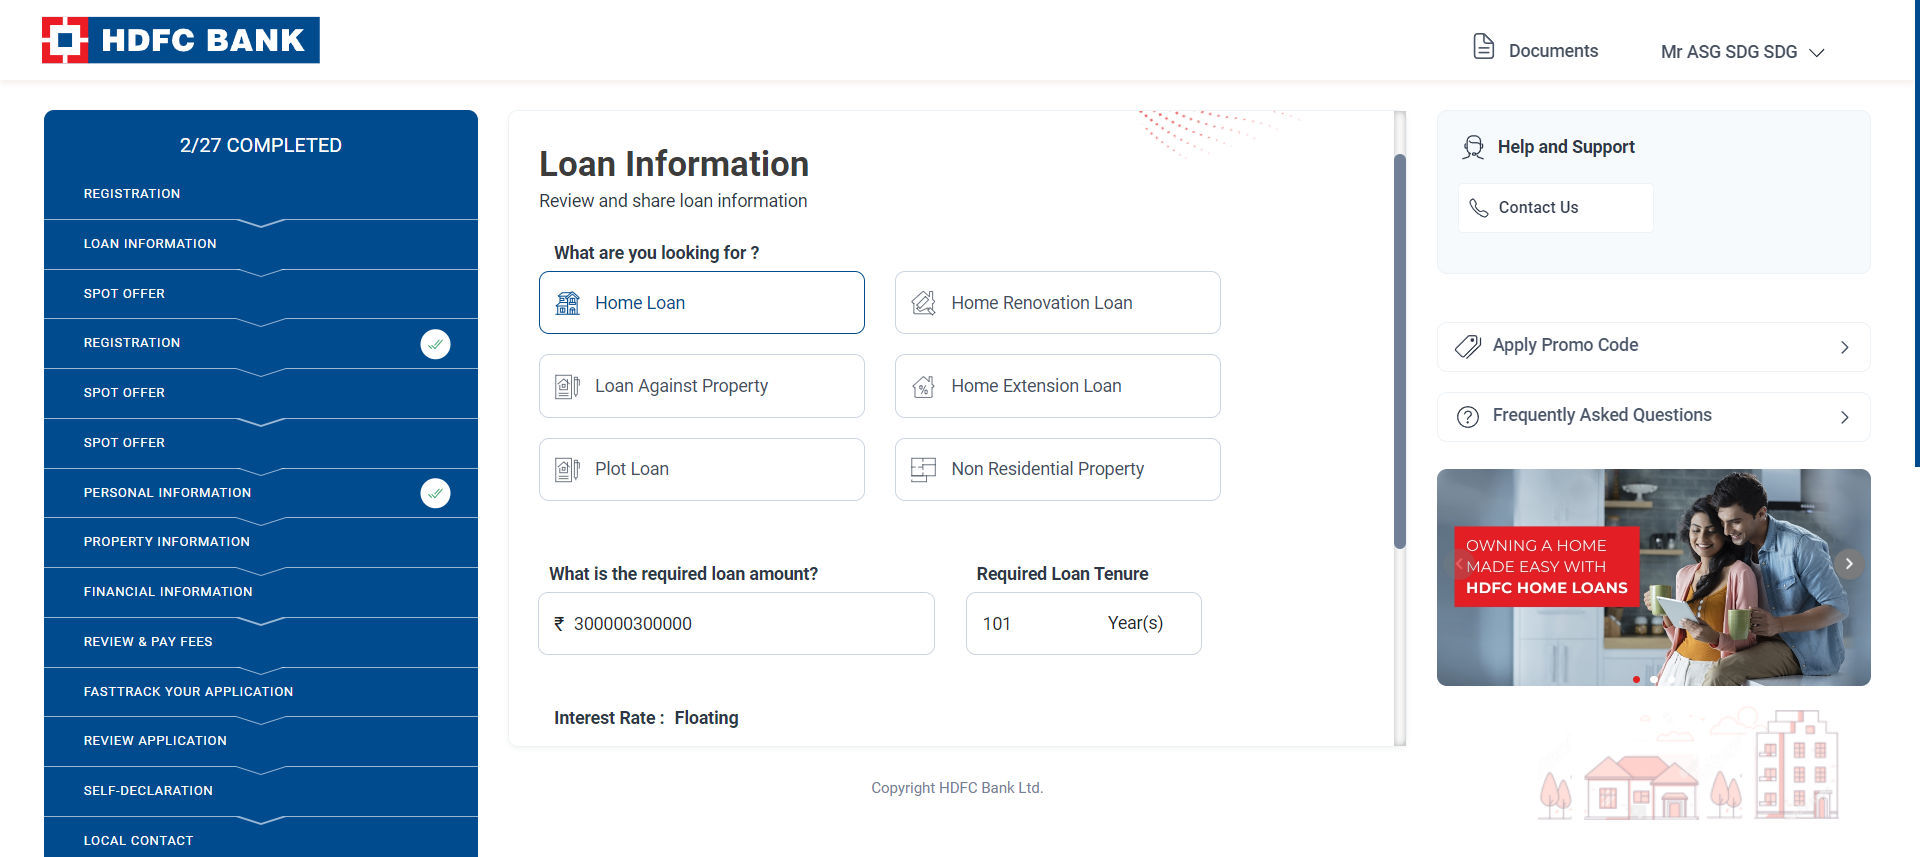 HDFC BANK
Documents
Mr ASG SDG SDG
2/27 COMPLETED
REGISTRATION
LOAN INFORMATION
SPOT OFFER
REGISTRATION
SPOT OFFER
SPOT OFFER
PERSONAL INFORMATION
PROPERTY INFORMATION
FINANCIAL INFORMATION
REVIEW & PAY FEES
FASTTRACK YOUR APPLICATION
REVIEW APPLICATION
SELF-DECLARATION
LOCAL CONTACT
Loan Information
Review and share loan information
What are you looking for ?
Home Loan
Home Renovation Loan
Loan Against Property
Home Extension Loan
Plot Loan
Non Residential Property
What is the required loan amount?
₹ 300000300000
Required Loan Tenure
101 Year(s)
Interest Rate : Floating
Copyright HDFC Bank Ltd.
Help and Support
Contact Us
Apply Promo Code
Frequently Asked Questions
OWNING A HOME
MADE EASY WITH
HDFC HOME LOANS